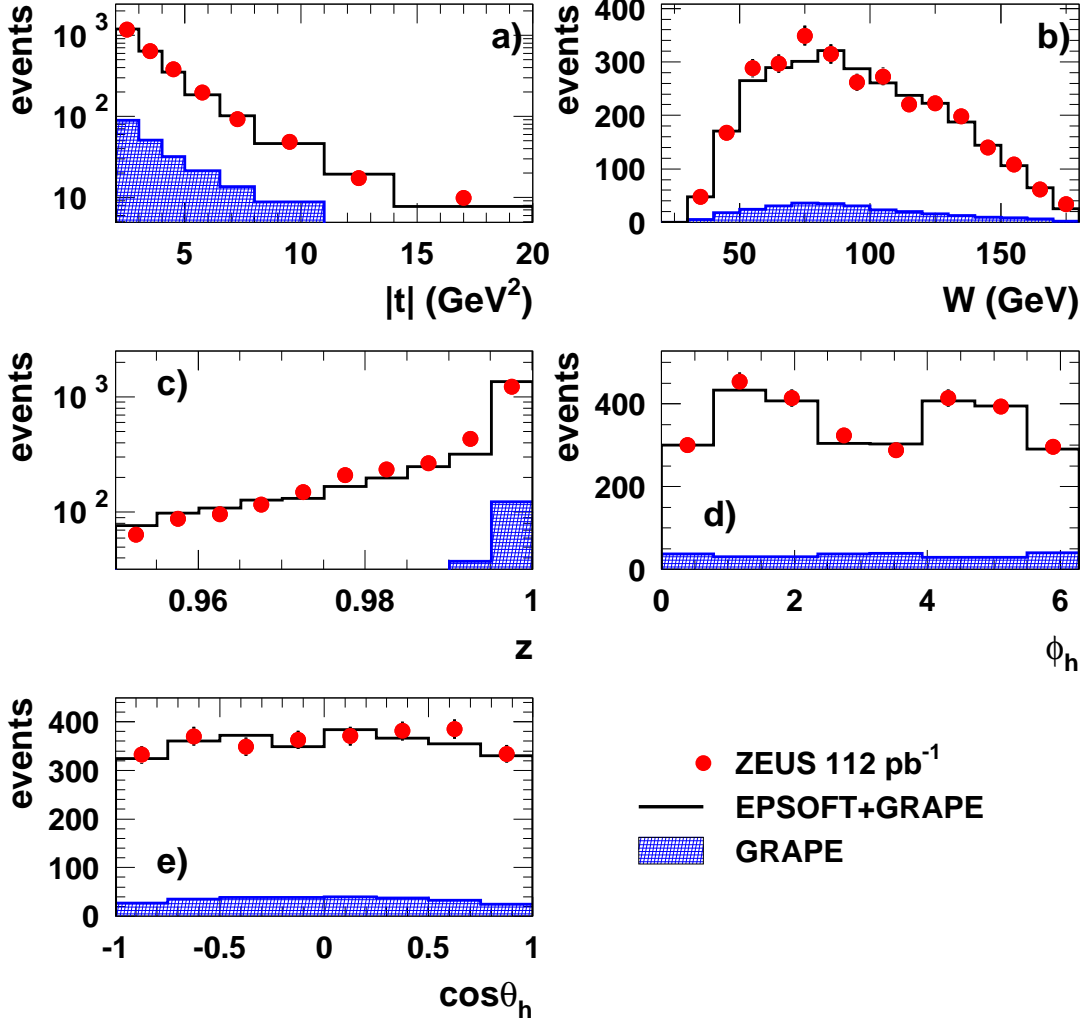 events
10³
10²
10
a)
5 10 15 20
|t| (GeV²)
events
400
300
200
100
0
b)
50 100 150
W (GeV)
events
10³
10²
c)
0.96 0.98 1
z
events
400
200
0
d)
0 2 4 6
ϕh
events
400
300
200
100
0
e)
-1 -0.5 0 0.5 1
cosθh
ZEUS 112 pb⁻¹
EPSOFT+GRAPE
GRAPE